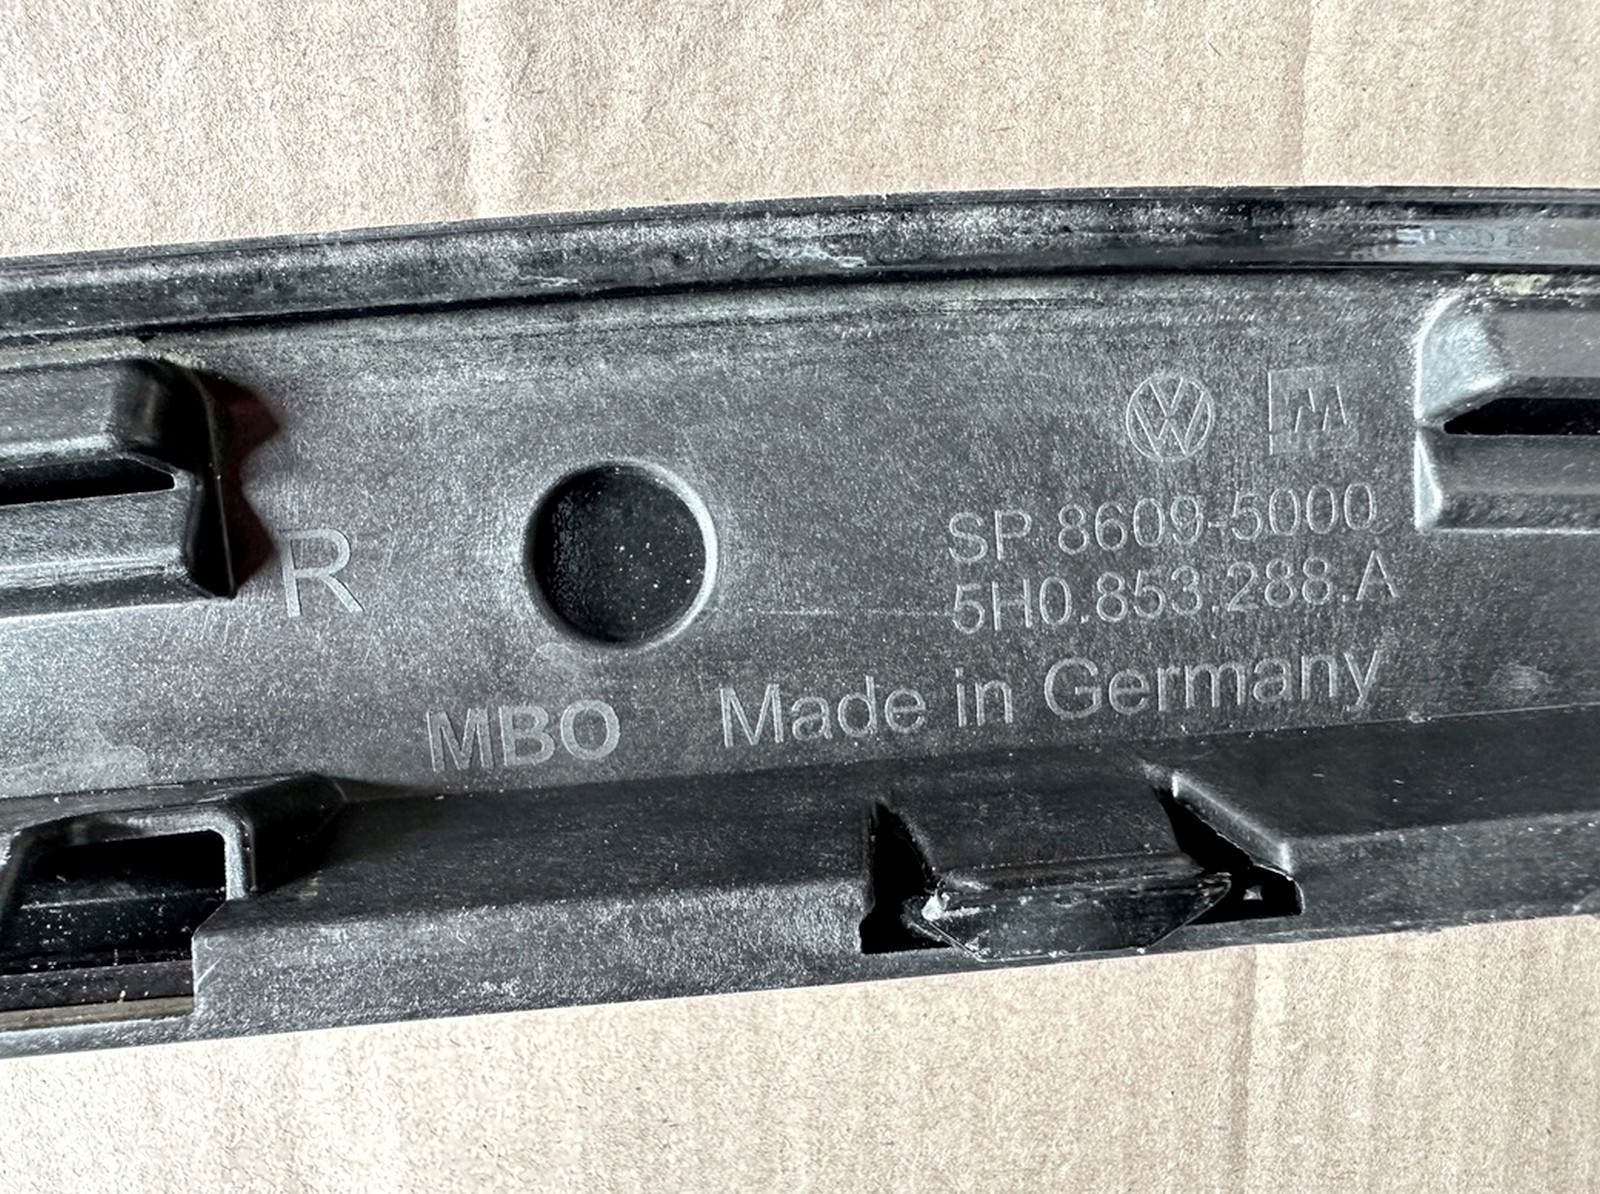 SP 8609-5000
5H0.853.288.A
R
MBO Made in Germany